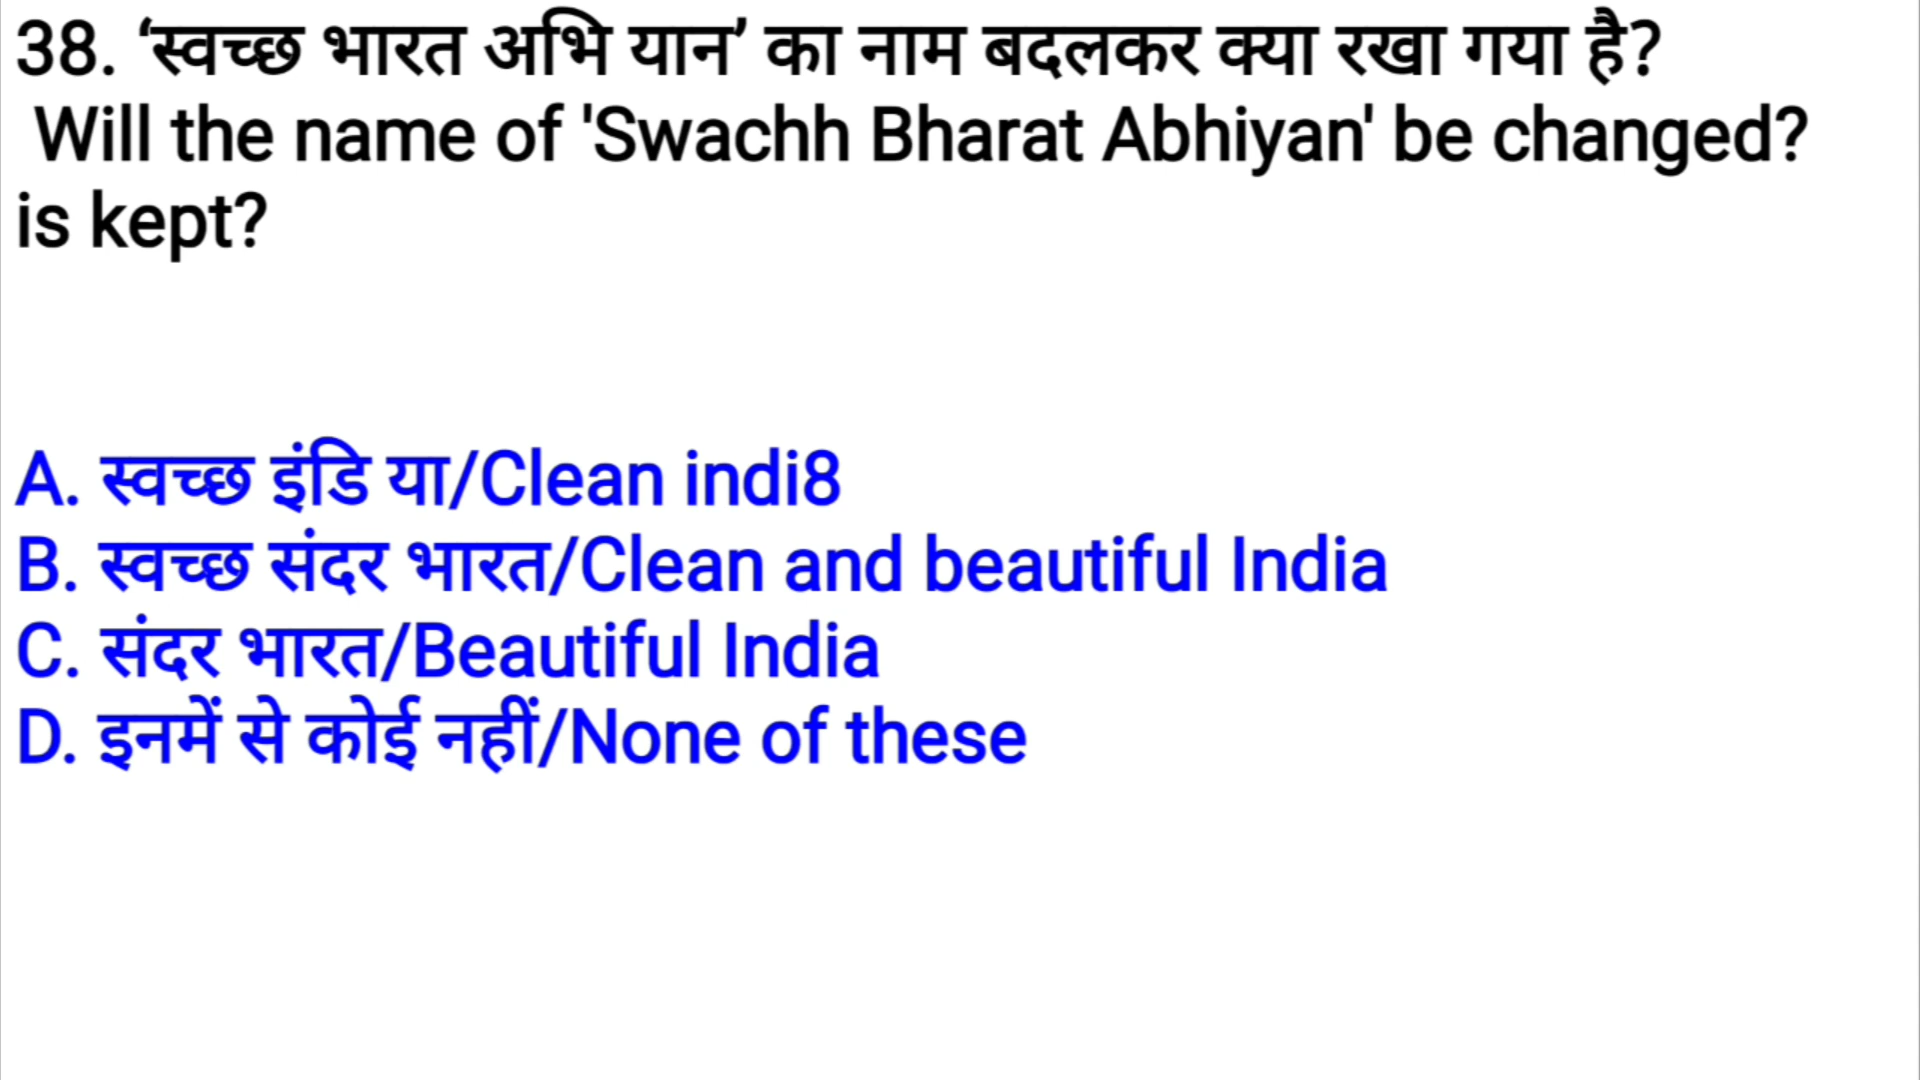 38. ‘स्वच्छ भारत अभि यान’ का नाम बदलकर क्या रखा गया है?
Will the name of 'Swachh Bharat Abhiyan' be changed?
is kept?
A. स्वच्छ इंडि या/Clean indi8
B. स्वच्छ संदर भारत/Clean and beautiful India
C. संदर भारत/Beautiful India
D. इनमें से कोई नहीं/None of these